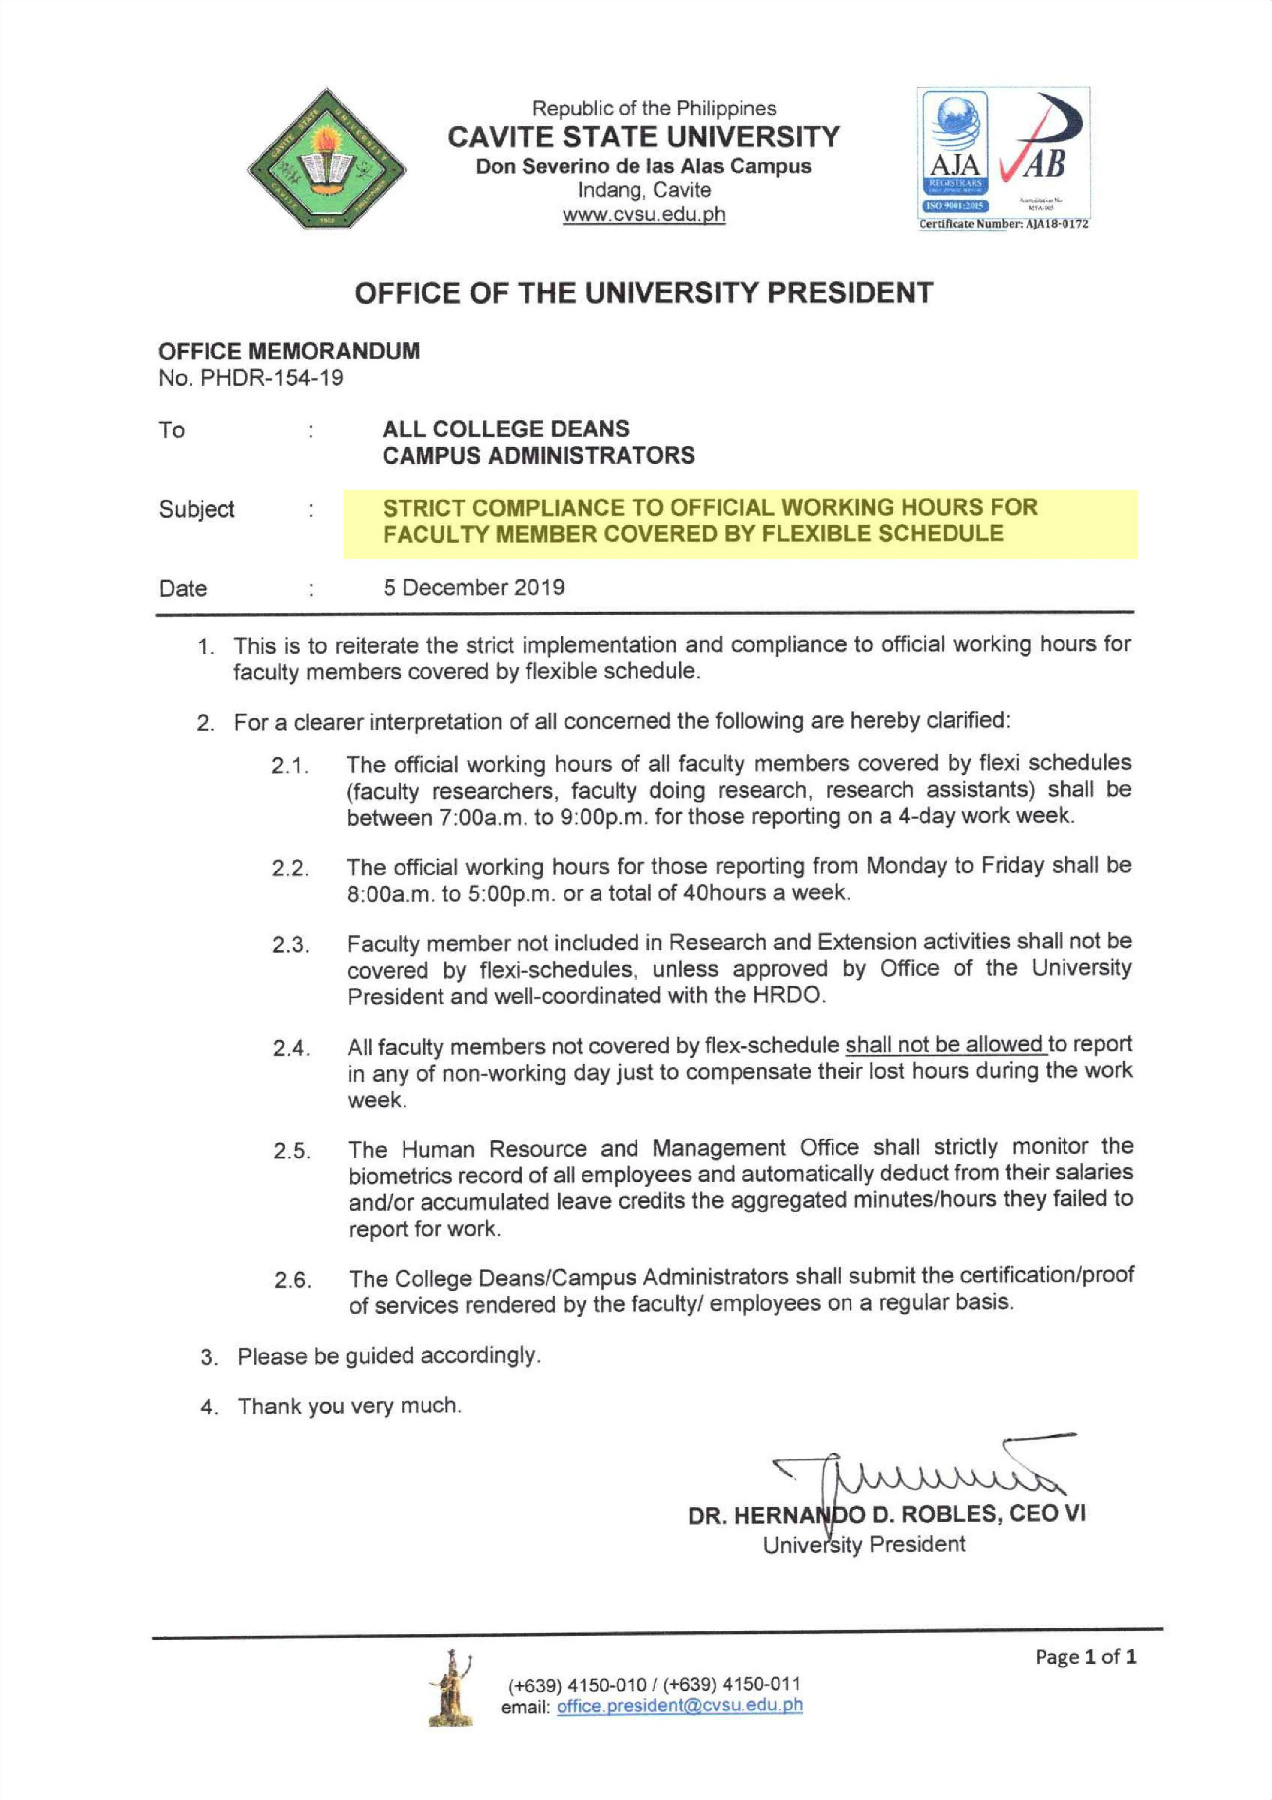 Republic of the Philippines
CAVITE STATE UNIVERSITY
Don Severino de las Alas Campus
Indang, Cavite
www.cvsu.edu.ph
AJA
REGISTRARS
ISO 9001:2015
PAB
Certificate Number: AJA18-0172
OFFICE OF THE UNIVERSITY PRESIDENT
OFFICE MEMORANDUM
No. PHDR-154-19
To : ALL COLLEGE DEANS
CAMPUS ADMINISTRATORS
Subject : STRICT COMPLIANCE TO OFFICIAL WORKING HOURS FOR
FACULTY MEMBER COVERED BY FLEXIBLE SCHEDULE
Date : 5 December 2019
1. This is to reiterate the strict implementation and compliance to official working hours for
faculty members covered by flexible schedule.
2. For a clearer interpretation of all concerned the following are hereby clarified:
2.1. The official working hours of all faculty members covered by flexi schedules
(faculty researchers, faculty doing research, research assistants) shall be
between 7:00a.m. to 9:00p.m. for those reporting on a 4-day work week.
2.2. The official working hours for those reporting from Monday to Friday shall be
8:00a.m. to 5:00p.m. or a total of 40hours a week.
2.3. Faculty member not included in Research and Extension activities shall not be
covered by flexi-schedules, unless approved by Office of the University
President and well-coordinated with the HRDO.
2.4. All faculty members not covered by flex-schedule shall not be allowed to report
in any of non-working day just to compensate their lost hours during the work
week.
2.5. The Human Resource and Management Office shall strictly monitor the
biometrics record of all employees and automatically deduct from their salaries
and/or accumulated leave credits the aggregated minutes/hours they failed to
report for work.
2.6. The College Deans/Campus Administrators shall submit the certification/proof
of services rendered by the faculty/ employees on a regular basis.
3. Please be guided accordingly.
4. Thank you very much.
DR. HERNANDO D. ROBLES, CEO VI
University President
Page 1 of 1
(+639) 4150-010 / (+639) 4150-011
email: office.president@cvsu.edu.ph